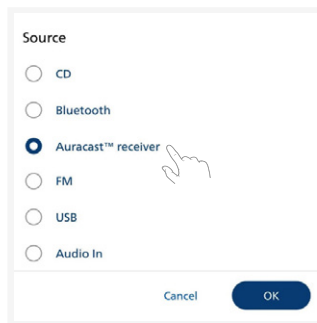 Source
CD
Bluetooth
Auracast™ receiver
FM
USB
Audio In
Cancel OK